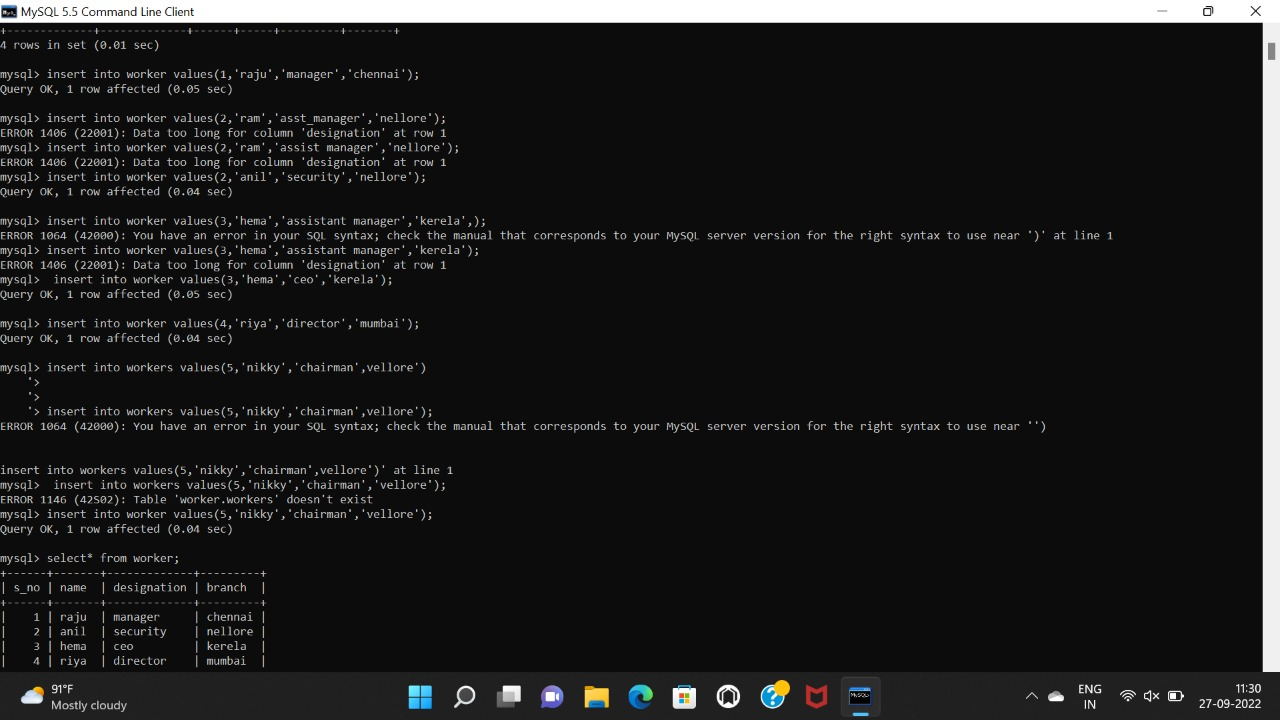 MySQL 5.5 Command Line Client
+-------------+-------------+------+-----+---------+-------+
4 rows in set (0.01 sec)
mysql> insert into worker values(1,'raju','manager','chennai');
Query OK, 1 row affected (0.05 sec)
mysql> insert into worker values(2,'ram','asst_manager','nellore');
ERROR 1406 (22001): Data too long for column 'designation' at row 1
mysql> insert into worker values(2,'ram','assist manager','nellore');
ERROR 1406 (22001): Data too long for column 'designation' at row 1
mysql> insert into worker values(2,'anil','security','nellore');
Query OK, 1 row affected (0.04 sec)
mysql> insert into worker values(3,'hema','assistant manager','kerela',);
ERROR 1064 (42000): You have an error in your SQL syntax; check the manual that corresponds to your MySQL server version for the right syntax to use near ')' at line 1
mysql> insert into worker values(3,'hema','assistant manager','kerela');
ERROR 1406 (22001): Data too long for column 'designation' at row 1
mysql>  insert into worker values(3,'hema','ceo','kerela');
Query OK, 1 row affected (0.05 sec)
mysql> insert into worker values(4,'riya','director','mumbai');
Query OK, 1 row affected (0.04 sec)
mysql> insert into workers values(5,'nikky','chairman',vellore')
    '>
    '>
    '> insert into workers values(5,'nikky','chairman',vellore');
ERROR 1064 (42000): You have an error in your SQL syntax; check the manual that corresponds to your MySQL server version for the right syntax to use near '')
insert into workers values(5,'nikky','chairman',vellore')' at line 1
mysql>  insert into workers values(5,'nikky','chairman','vellore');
ERROR 1146 (42S02): Table 'worker.workers' doesn't exist
mysql> insert into worker values(5,'nikky','chairman','vellore');
Query OK, 1 row affected (0.04 sec)
mysql> select* from worker;
+------+-------+-------------+---------+
| s_no | name  | designation | branch  |
+------+-------+-------------+---------+
|    1 | raju  | manager     | chennai |
|    2 | anil  | security    | nellore |
|    3 | hema  | ceo         | kerela  |
|    4 | riya  | director    | mumbai  |
91°F
Mostly cloudy
ENG
IN
11:30
27-09-2022